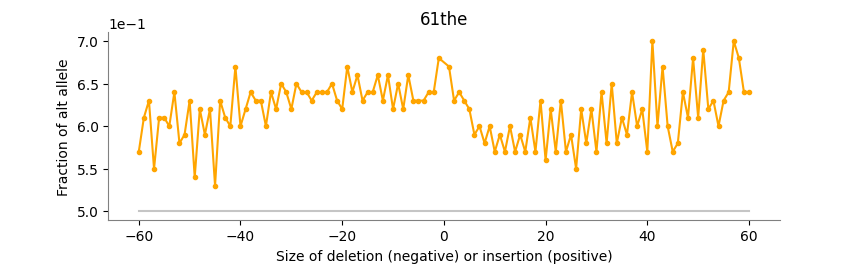 61the
1e−1
7.0
6.5
6.0
5.5
5.0
Fraction of alt allele
−60 −40 −20 0 20 40 60
Size of deletion (negative) or insertion (positive)